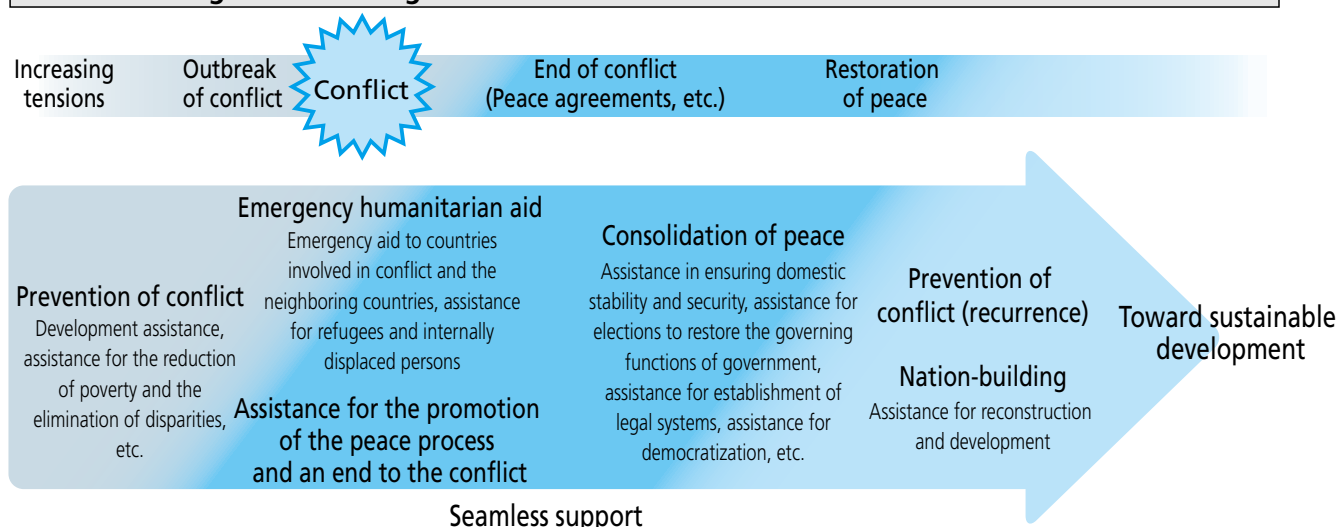 Increasing
tensions
Outbreak
of conflict
Conflict
End of conflict
(Peace agreements, etc.)
Restoration
of peace
Prevention of conflict
Development assistance,
assistance for the reduction
of poverty and the
elimination of disparities,
etc.
Emergency humanitarian aid
Emergency aid to countries
involved in conflict and the
neighboring countries, assistance
for refugees and internally
displaced persons
Assistance for the promotion
of the peace process
and an end to the conflict
Consolidation of peace
Assistance in ensuring domestic
stability and security, assistance for
elections to restore the governing
functions of government,
assistance for establishment of
legal systems, assistance for
democratization, etc.
Prevention of
conflict (recurrence)
Nation-building
Assistance for reconstruction
and development
Toward sustainable
development
Seamless support